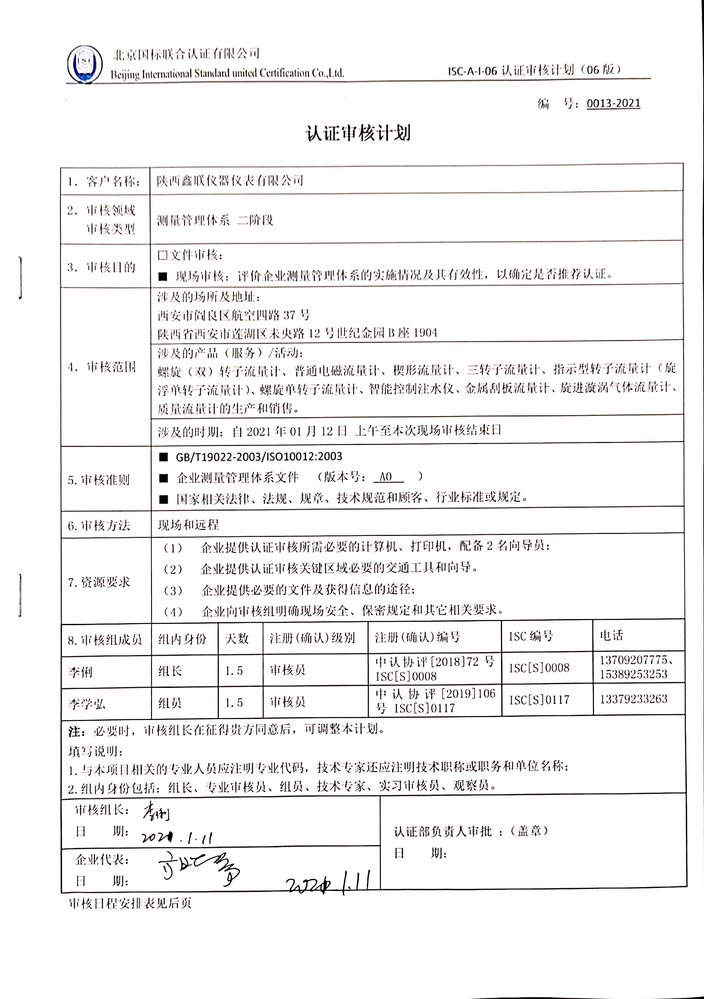 北京国标联合认证有限公司
Beijing International Standard united Certification Co.,Ltd.
ISC-A-I-06 认证审核计划（06 版）
编 号：0013-2021
认证审核计划
1. 客户名称：
陕西鑫联仪器仪表有限公司
2. 审核领域
审核类型
测量管理体系 二阶段
3. 审核目的
□文件审核：
■ 现场审核：评价企业测量管理体系的实施情况及其有效性，以确定是否推荐认证。
4. 审核范围
涉及的场所及地址：
西安市阎良区航空四路 37 号
陕西省西安市莲湖区未央路 12 号世纪金园 B 座 1904
涉及的产品（服务）/活动：
螺旋（双）转子流量计、普通电磁流量计、楔形流量计、三转子流量计、指示型转子流量计（旋
浮单转子流量计）、螺旋单转子流量计、智能控制注水仪、金属刮板流量计、旋进漩涡气体流量计、
质量流量计的生产和销售。
涉及的时期：自 2021 年 01 月 12 日 上午至本次现场审核结束日
5.审核准则
■ GB/T19022-2003/ISO10012:2003
■ 企业测量管理体系文件 （版本号： A0 ）
■ 国家相关法律、法规、规章、技术规范和顾客、行业标准或规定。
6.审核方法
现场和远程
7.资源要求
（1） 企业提供认证审核所需必要的计算机、打印机，配备 2 名向导员；
（2） 企业提供认证审核关键区域必要的交通工具和向导。
（3） 企业提供必要的文件及获得信息的途径；
（4） 企业向审核组明确现场安全、保密规定和其它相关要求。
8.审核组成员 组内身份 天数 注册(确认)级别 注册(确认)编号 ISC 编号 电话
李俐 组长 1.5 审核员 中认协评[2018]72 号 ISC[S]0008 13709207775、
ISC[S]0008 15389253253
李学弘 组员 1.5 审核员 中 认 协 评 [2019]106 ISC[S]0117 13379233263
号 ISC[S]0117
注：必要时，审核组长在征得贵方同意后，可调整本计划。
填写说明：
1.与本项目相关的专业人员应注明专业代码，技术专家还应注明技术职称或职务和单位名称；
2.组内身份包括：组长、专业审核员、组员、技术专家、实习审核员、观察员。
审核组长：李俐
日 期：2021.1.11
企业代表：
日 期：2021.1.11
认证部负责人审批 ：（盖章）
日 期：
审核日程安排表见后页